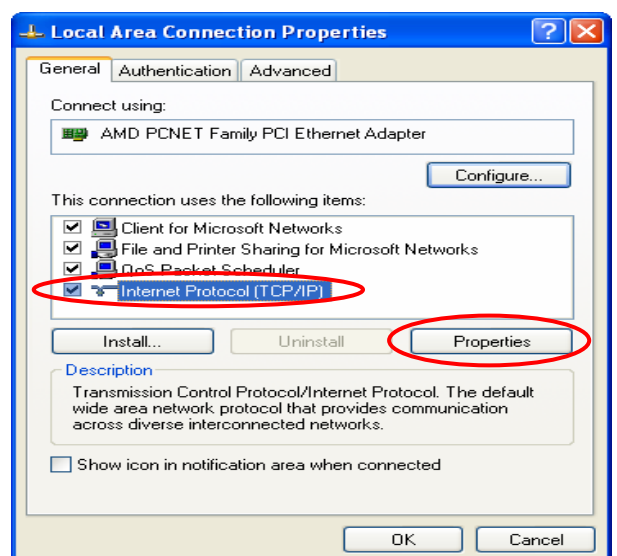 Local Area Connection Properties
General Authentication Advanced
Connect using:
AMD PCNET Family PCI Ethernet Adapter
Configure...
This connection uses the following items:
Client for Microsoft Networks
File and Printer Sharing for Microsoft Networks
QoS Packet Scheduler
Internet Protocol (TCP/IP)
Install... Uninstall Properties
Description
Transmission Control Protocol/Internet Protocol. The default
wide area network protocol that provides communication
across diverse interconnected networks.
Show icon in notification area when connected
OK Cancel